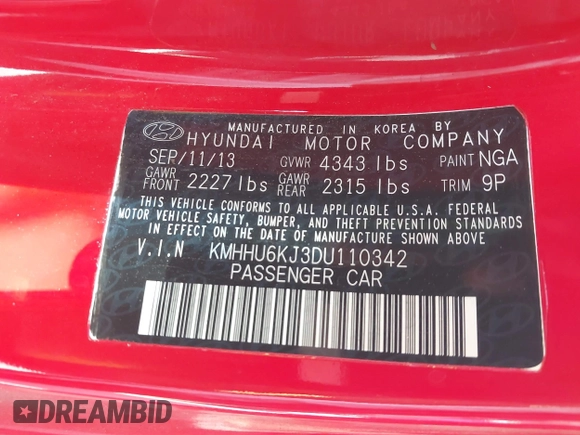 MANUFACTURED IN KOREA BY
HYUNDAI MOTOR COMPANY
SEP/11/13 GVWR 4343 lbs PAINT NGA
GAWR FRONT 2227 lbs GAWR REAR 2315 lbs TRIM 9P
THIS VEHICLE CONFORMS TO ALL APPLICABLE U.S.A. FEDERAL
MOTOR VEHICLE SAFETY, BUMPER, AND THEFT PREVENTION STANDARDS
IN EFFECT ON THE DATE OF MANUFACTURE SHOWN ABOVE.
V.I.N KMHHU6KJ3DU110342
PASSENGER CAR
DREAMBID